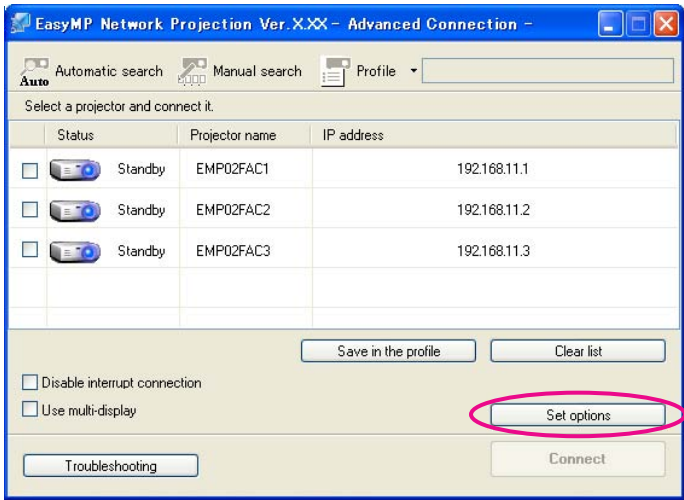 EasyMP Network Projection Ver.X.XX - Advanced Connection -
Auto Automatic search Manual search Profile
Select a projector and connect it.
Status Projector name IP address
Standby EMP02FAC1 192.168.11.1
Standby EMP02FAC2 192.168.11.2
Standby EMP02FAC3 192.168.11.3
Save in the profile Clear list
Disable interrupt connection
Use multi-display
Set options
Troubleshooting Connect